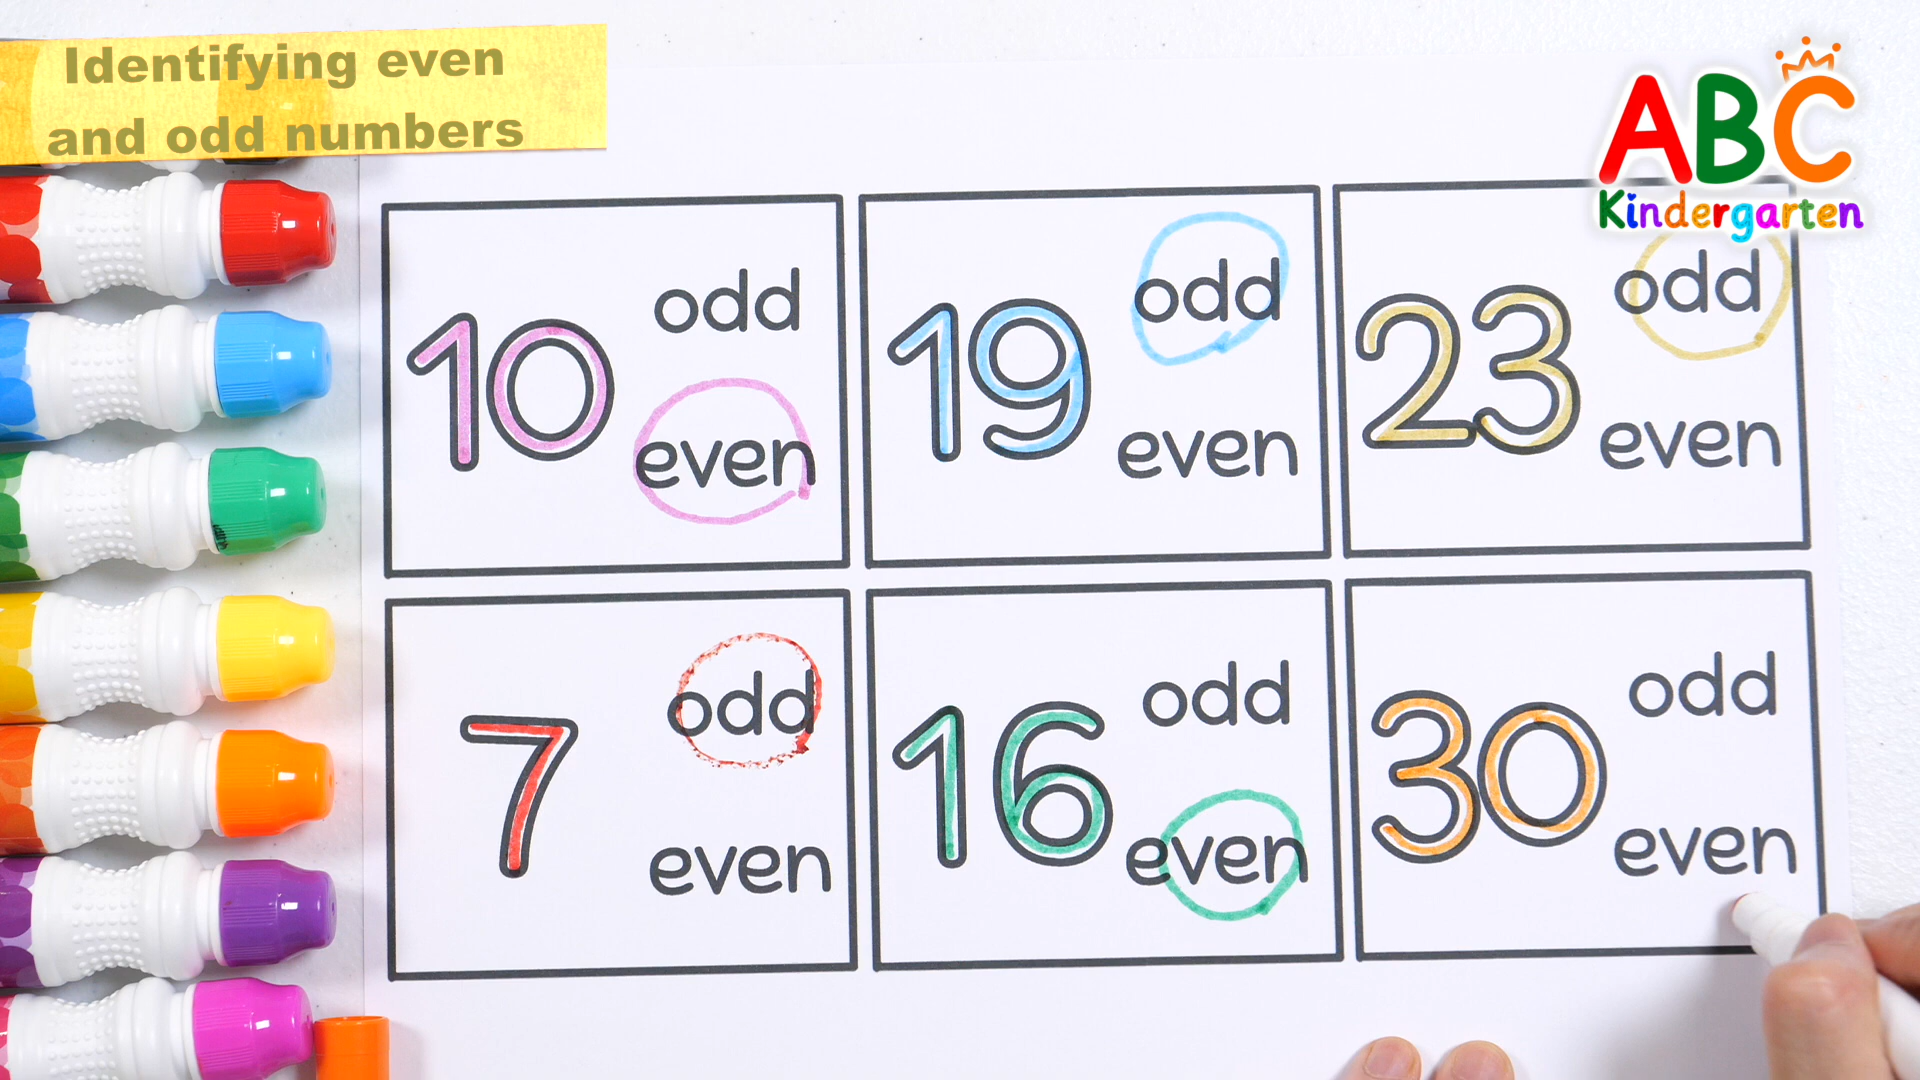 Identifying even
and odd numbers
ABC
Kindergarten
10
odd
even
19
odd
even
23
odd
even
7
odd
even
16
odd
even
30
odd
even